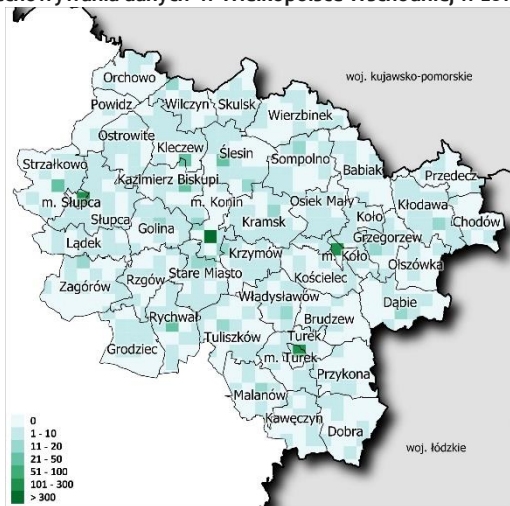 woj. kujawsko-pomorskie
Orchowo
Powidz
Wilczyn
Skulsk
Wierzbinek
Ostrowite
Kleczew
Ślesin
Sompolno
Strzałkowo
Kazimierz Biskupi
Babiak
Przedecz
m. Słupca
m. Konin
Osiek Mały
Koło
Kłodawa
Słupca
Golina
Kramsk
Chodów
Lądek
Grzegorzew
Krzymów
m. Koło
Olszówka
Stare Miasto
Kościelec
Zagórów
Rzgów
Władysławów
Dąbie
Rychwał
Brudzew
Tuliszków
Turek
Grodziec
m. Turek
Przykona
Malanów
Kawęczyn
Dobra
woj. łódzkie
0
1 - 10
11 - 20
21 - 50
51 - 100
101 - 300
> 300